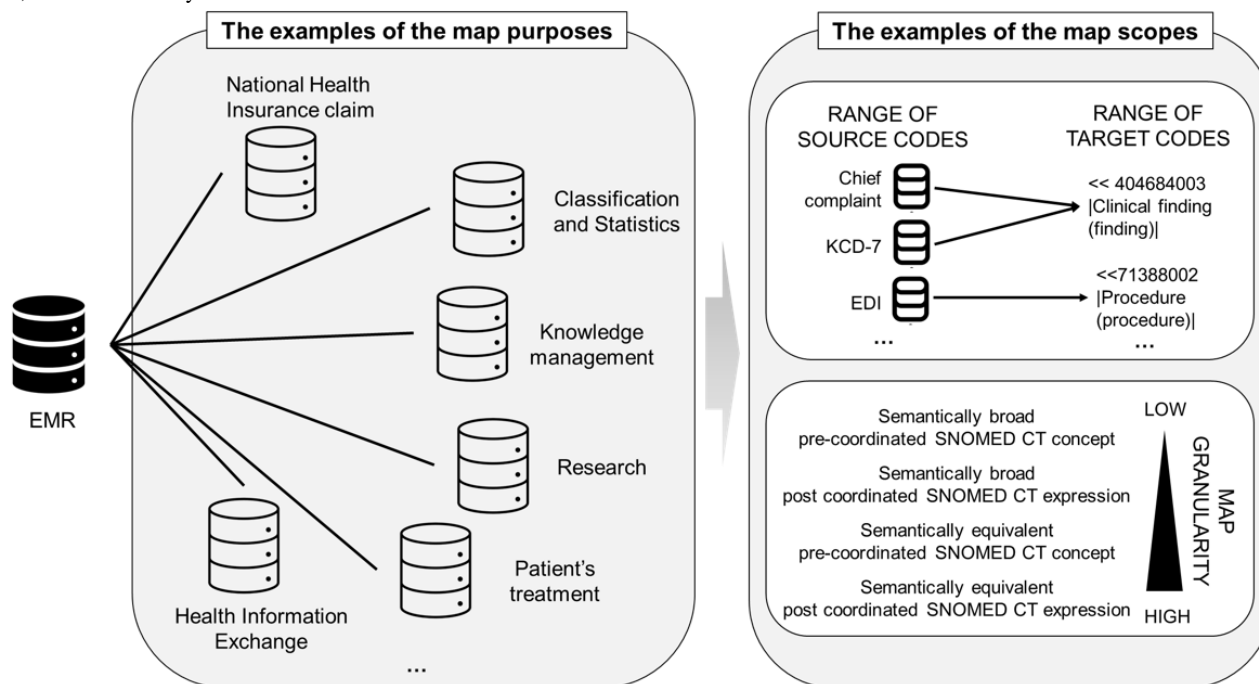 The examples of the map purposes
National Health
Insurance claim
Classification
and Statistics
Knowledge
management
EMR
Research
Patient's
treatment
Health Information
Exchange
...
The examples of the map scopes
RANGE OF
SOURCE CODES
RANGE OF
TARGET CODES
Chief
complaint
<< 404684003
|Clinical finding
(finding)|
KCD-7
EDI
<<71388002
|Procedure
(procedure)|
...
...
Semantically broad
pre-coordinated SNOMED CT concept
Semantically broad
post coordinated SNOMED CT expression
Semantically equivalent
pre-coordinated SNOMED CT concept
Semantically equivalent
post coordinated SNOMED CT expression
LOW
MAP
GRANULARITY
HIGH